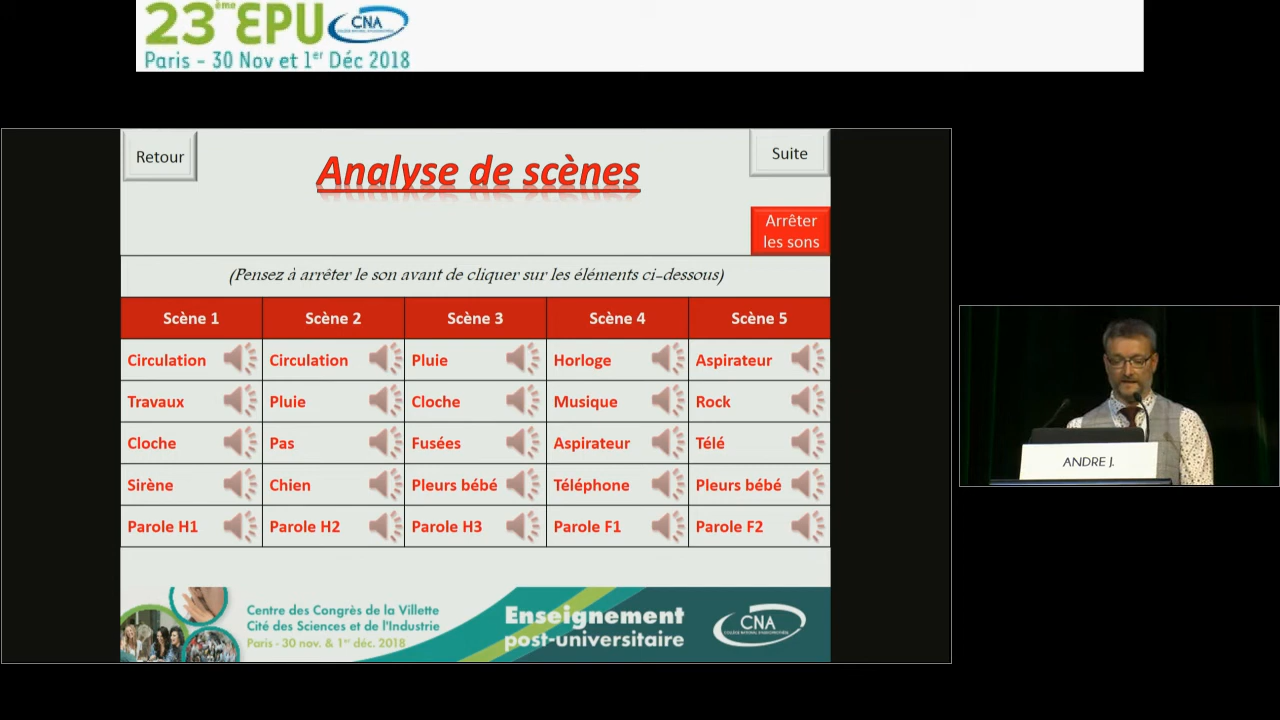 23ème EPU CNA
Paris - 30 Nov et 1er Déc 2018
Retour
Analyse de scènes
Suite
Arrêter
les sons
(Pensez à arrêter le son avant de cliquer sur les éléments ci-dessous)
Scène 1 Scène 2 Scène 3 Scène 4 Scène 5
Circulation Circulation Pluie Horloge Aspirateur
Travaux Pluie Cloche Musique Rock
Cloche Pas Fusées Aspirateur Télé
Sirène Chien Pleurs bébé Téléphone Pleurs bébé
Parole H1 Parole H2 Parole H3 Parole F1 Parole F2
ANDRE J.
Centre des Congrès de la Villette
Cité des Sciences et de l'Industrie
Paris - 30 nov. & 1er déc. 2018
Enseignement
post-universitaire
CNA